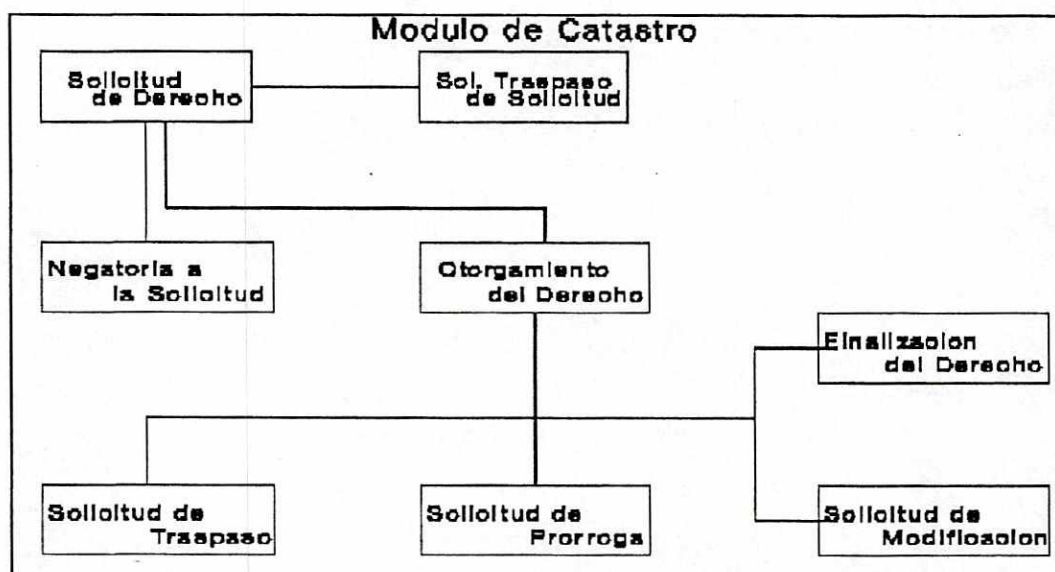 Modulo de Catastro
Solicitud
de Derecho
Sol. Traspaso
de Solicitud
Negatoria a
la Solicitud
Otorgamiento
del Derecho
Finalizacion
del Derecho
Solicitud de
Traspaso
Solicitud de
Prorroga
Solicitud de
Modificacion